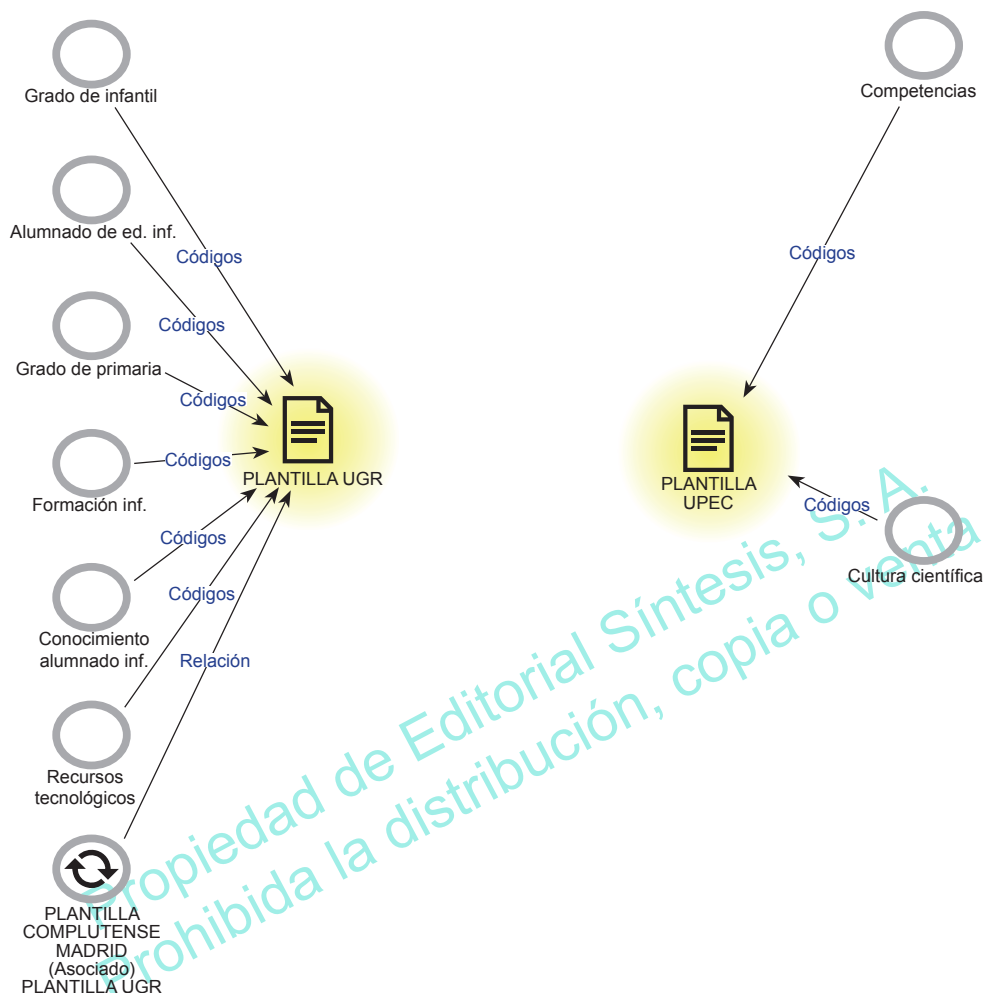 Grado de infantil
Competencias
Alumnado de ed. inf.
Códigos
Códigos
Códigos
Grado de primaria
Códigos
Códigos
Formación inf.
PLANTILLA UGR
PLANTILLA
UPEC
Códigos
Códigos
Cultura científica
Códigos
Conocimiento
alumnado inf.
Relación
Recursos
tecnológicos
PLANTILLA
COMPLUTENSE
MADRID
(Asociado)
PLANTILLA UGR
Propiedad de Editorial Síntesis, S. A.
Prohibida la distribución, copia o venta